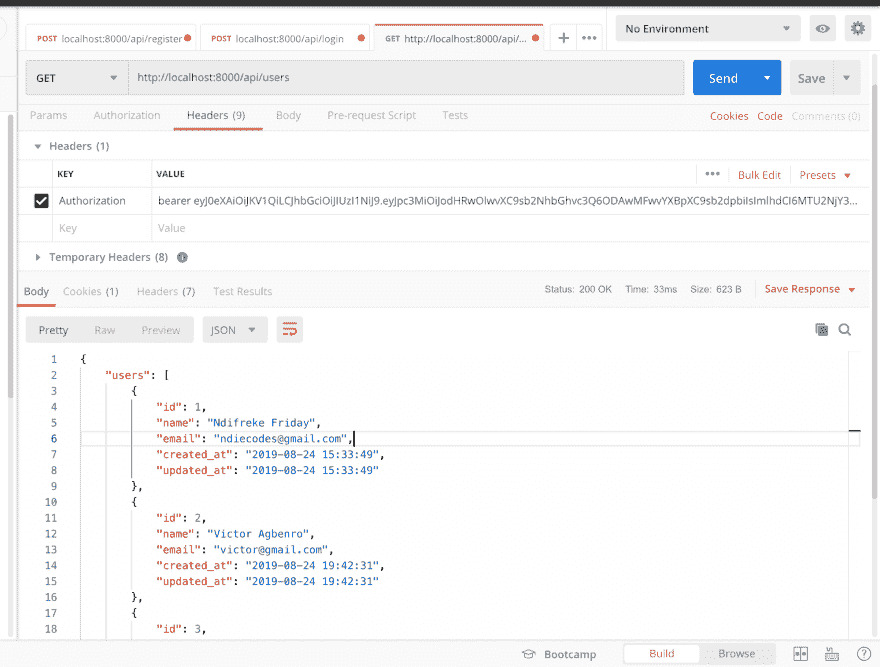 POST localhost:8000/api/register POST localhost:8000/api/login GET http://localhost:8000/api/... No Environment
GET http://localhost:8000/api/users Send Save
Params Authorization Headers (9) Body Pre-request Script Tests Cookies Code Comments (0)
Headers (1)
KEY VALUE Bulk Edit Presets
Authorization bearer eyJ0eXAiOiJKV1QiLCJhbGciOiJIUzI1NiJ9.eyJpc3MiOiJodHRwOlwvXC9sb2NhbGhvc3Q6ODAwMFwvYXBpXC9sb2dpbiIsImlhdCI6MTU2NjY3...
Key Value
Temporary Headers (8)
Body Cookies (1) Headers (7) Test Results Status: 200 OK Time: 33ms Size: 623 B Save Response
Pretty Raw Preview JSON
1 {
2 "users": [
3 {
4 "id": 1,
5 "name": "Ndifreke Friday",
6 "email": "ndiecodes@gmail.com",
7 "created_at": "2019-08-24 15:33:49",
8 "updated_at": "2019-08-24 15:33:49"
9 },
10 {
11 "id": 2,
12 "name": "Victor Agbenro",
13 "email": "victor@gmail.com",
14 "created_at": "2019-08-24 19:42:31",
15 "updated_at": "2019-08-24 19:42:31"
16 },
17 {
18 "id": 3,
Bootcamp Build Browse